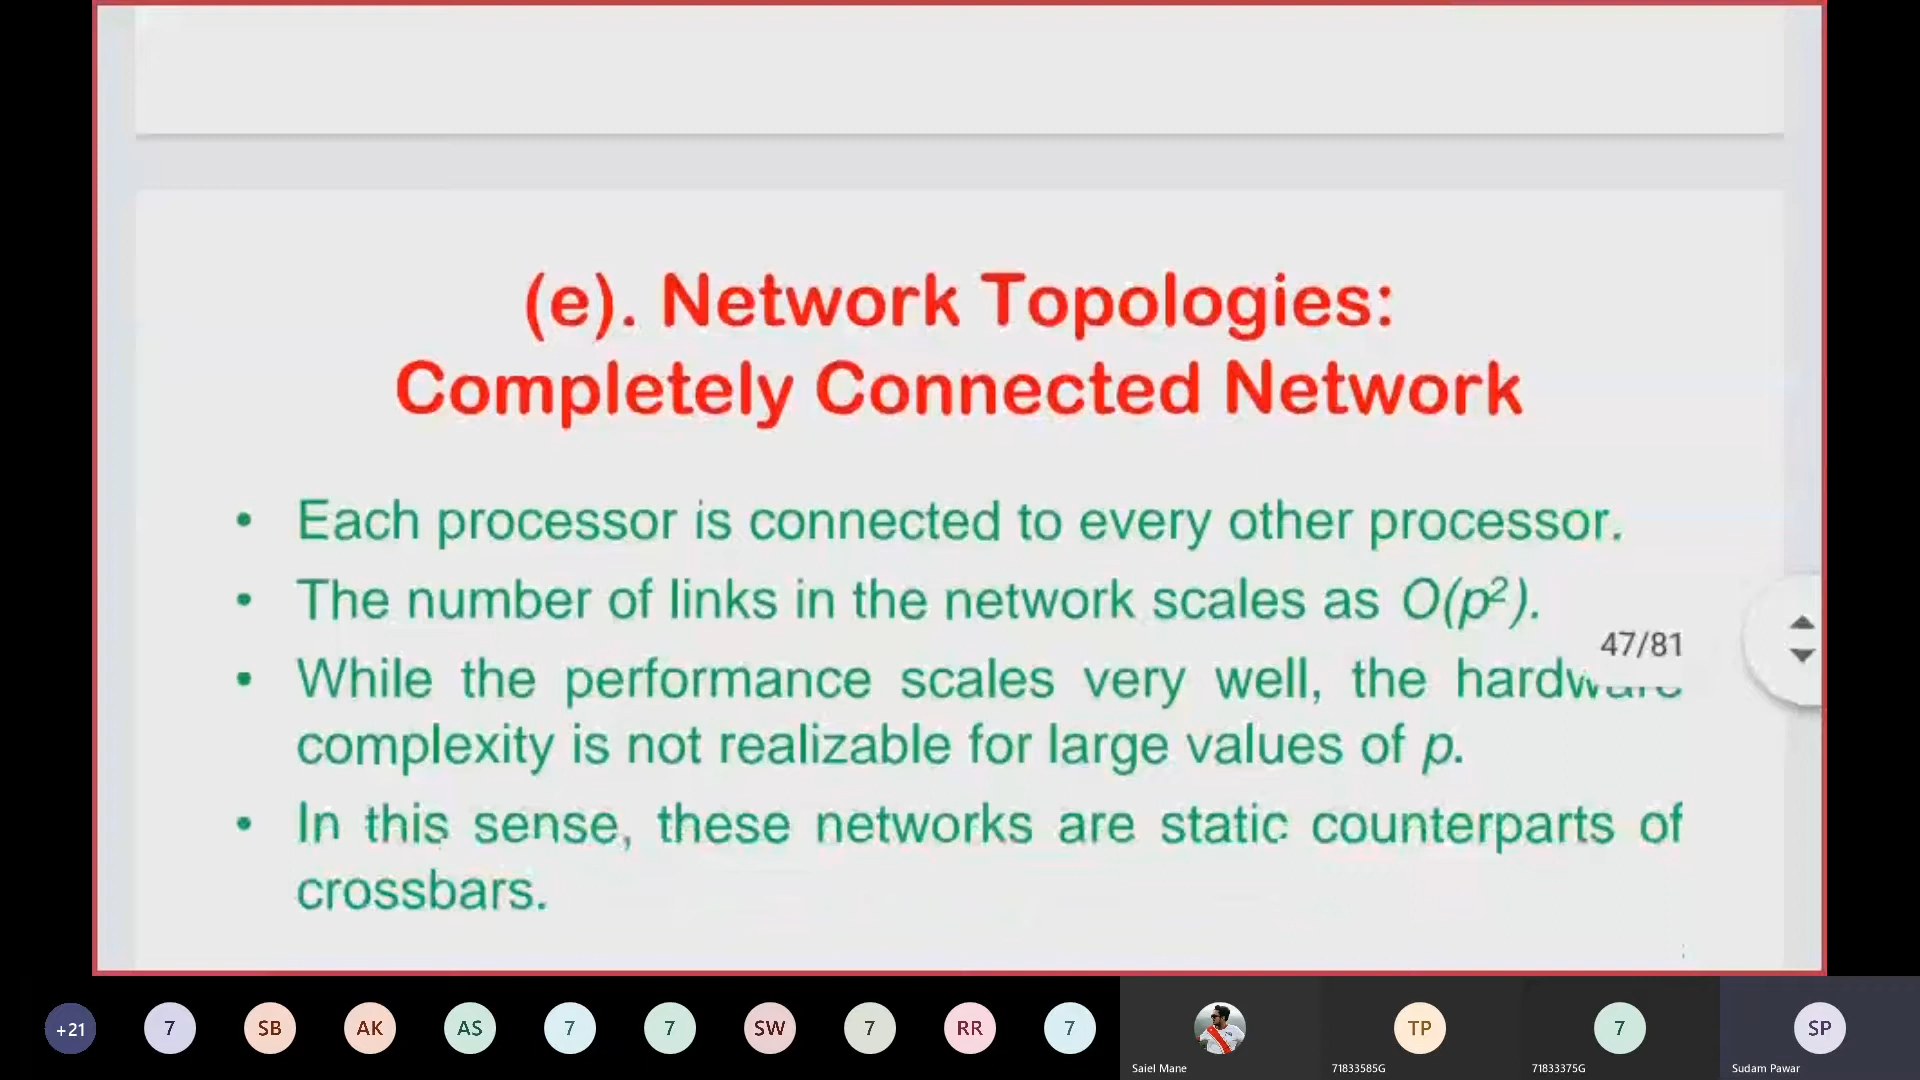 (e). Network Topologies:
Completely Connected Network
• Each processor is connected to every other processor.
• The number of links in the network scales as O(p²).
47/81
• While the performance scales very well, the hardware
complexity is not realizable for large values of p.
• In this sense, these networks are static counterparts of
crossbars.
+21 7 SB AK AS 7 7 SW 7 RR 7 TP 7 SP
Saiel Mane 71833585G 71833375G Sudam Pawar